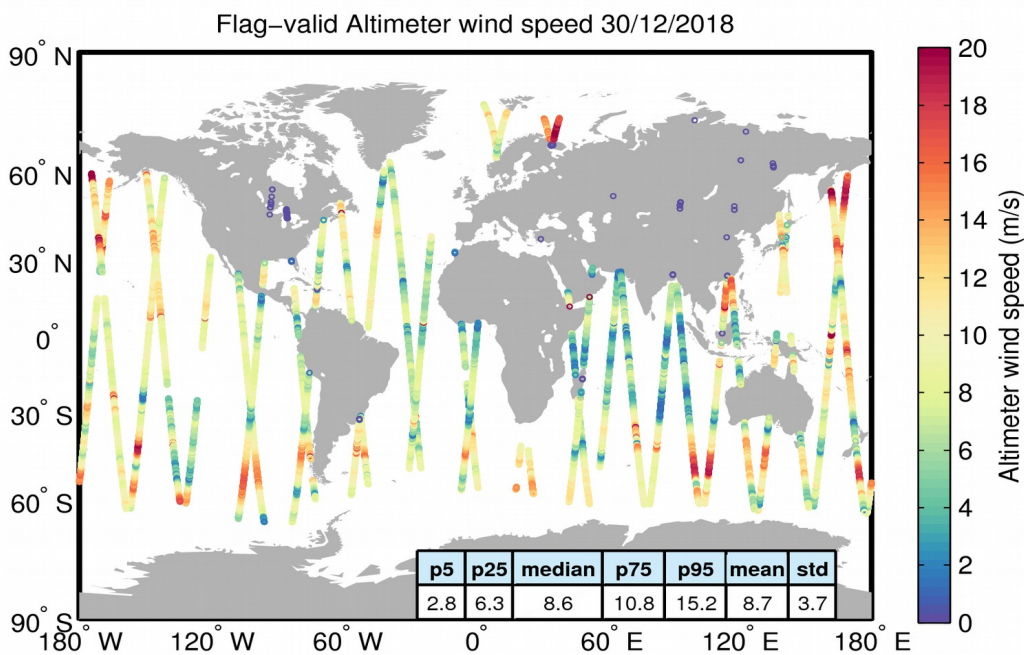 Flag−valid Altimeter wind speed 30/12/2018
90° N
60° N
30° N
0°
30° S
60° S
90° S
180° W 120° W 60° W 0° 60° E 120° E 180° E
p5 p25 median p75 p95 mean std
2.8 6.3 8.6 10.8 15.2 8.7 3.7
20
18
16
14
12
10
8
6
4
2
0
Altimeter wind speed (m/s)